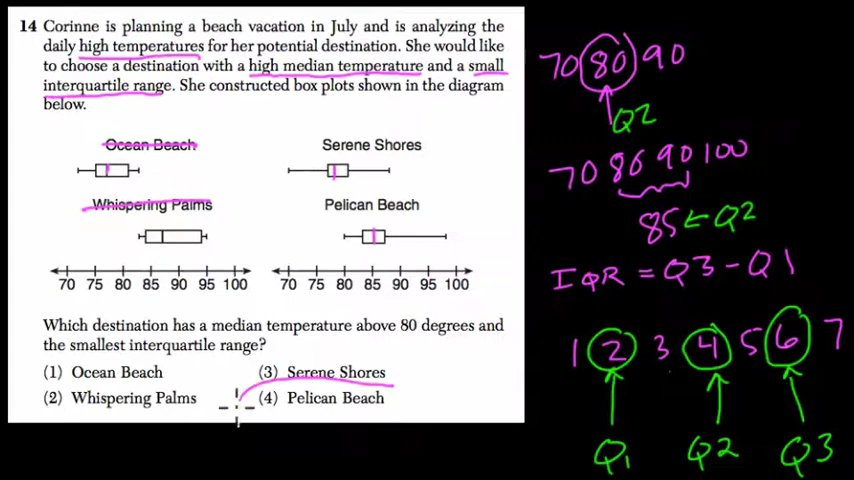 14 Corinne is planning a beach vacation in July and is analyzing the
daily high temperatures for her potential destination. She would like
to choose a destination with a high median temperature and a small
interquartile range. She constructed box plots shown in the diagram
below.
Ocean Beach
Serene Shores
Whispering Palms
Pelican Beach
70 75 80 85 90 95 100
70 75 80 85 90 95 100
Which destination has a median temperature above 80 degrees and
the smallest interquartile range?
(1) Ocean Beach
(3) Serene Shores
(2) Whispering Palms
(4) Pelican Beach
70 80 90
Q2
70 80 90 100
85 ← Q2
IQR = Q3 - Q1
1 2 3 4 5 6 7
Q1 Q2 Q3